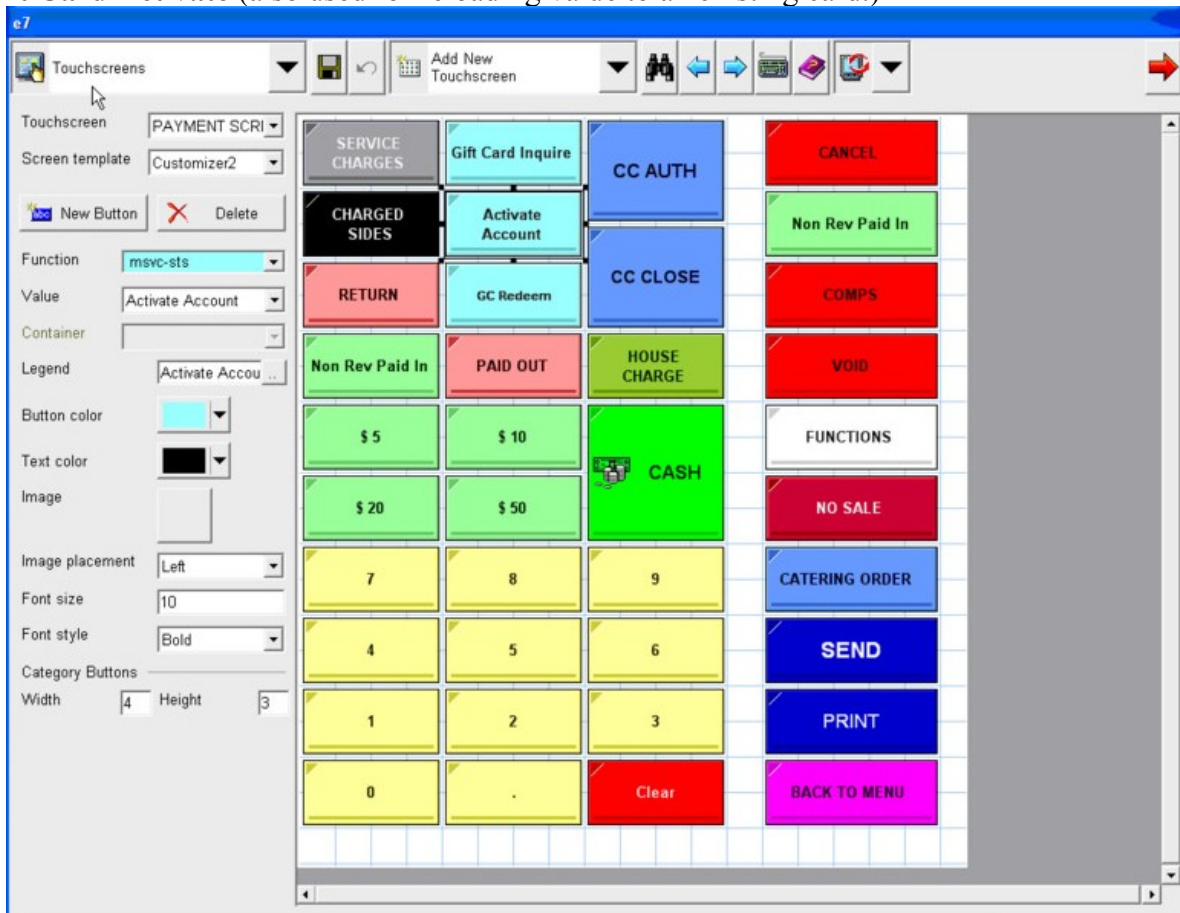 e7
Touchscreens
Add New
Touchscreen
Touchscreen PAYMENT SCRI
Screen template Customizer2
New Button Delete
Function msvc-sts
Value Activate Account
Container
Legend Activate Accou ..
Button color
Text color
Image
Image placement Left
Font size 10
Font style Bold
Category Buttons
Width 4 Height 3
SERVICE
CHARGES
Gift Card Inquire
CC AUTH
CANCEL
CHARGED
SIDES
Activate
Account
Non Rev Paid In
RETURN
GC Redeem
CC CLOSE
COMPS
Non Rev Paid In
PAID OUT
HOUSE
CHARGE
VOID
$ 5
$ 10
CASH
FUNCTIONS
$ 20
$ 50
NO SALE
7
8
9
CATERING ORDER
4
5
6
SEND
1
2
3
PRINT
0
.
Clear
BACK TO MENU